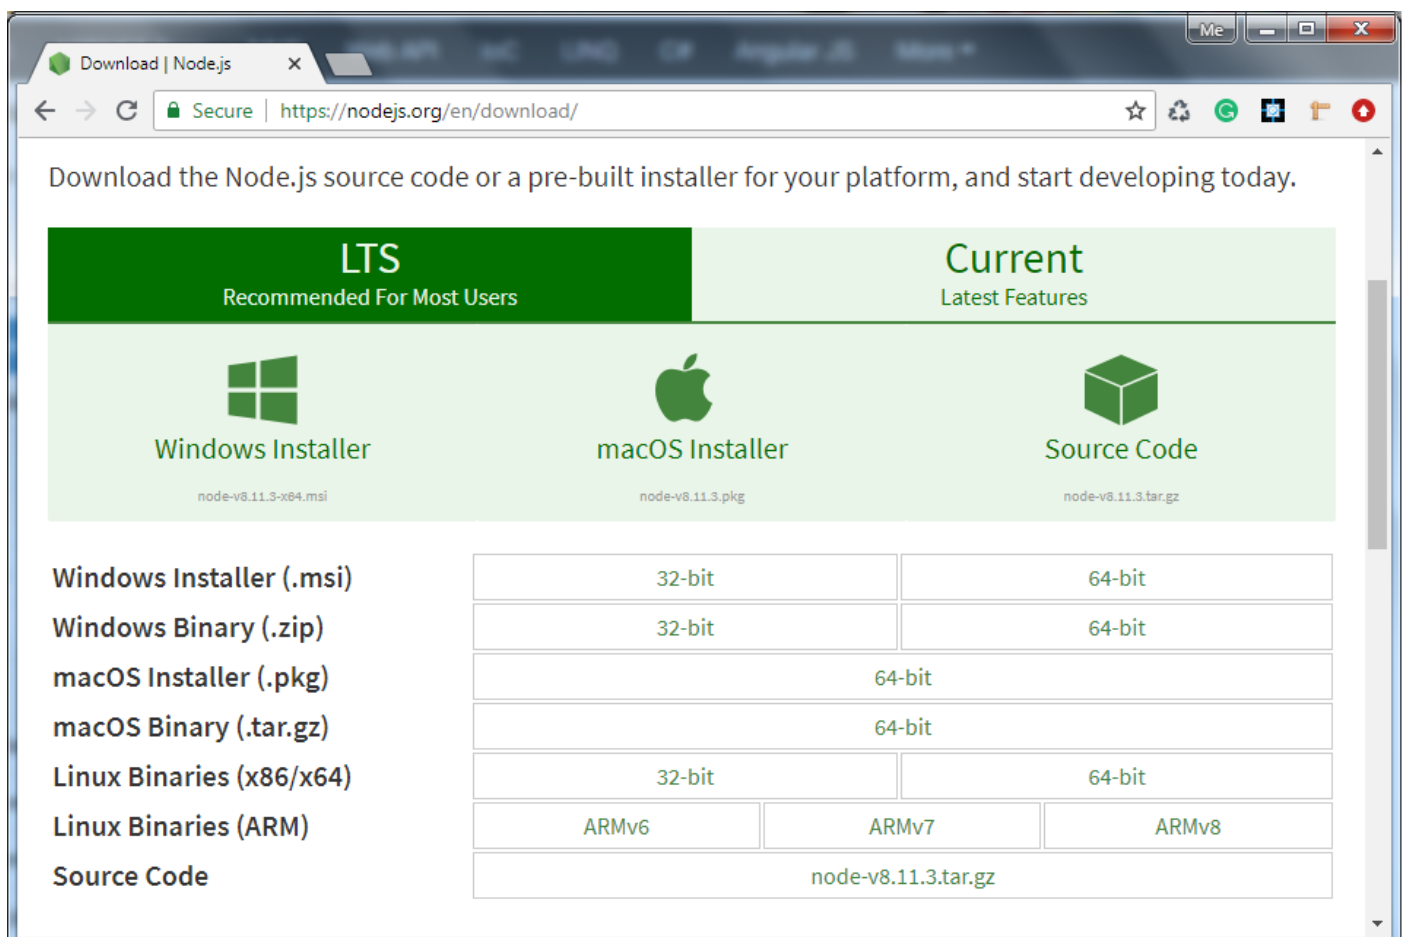 Me
Download | Node.js
Secure https://nodejs.org/en/download/
Download the Node.js source code or a pre-built installer for your platform, and start developing today.
LTS
Recommended For Most Users
Current
Latest Features
Windows Installer
macOS Installer
Source Code
node-v8.11.3-x64.msi
node-v8.11.3.pkg
node-v8.11.3.tar.gz
Windows Installer (.msi) 32-bit 64-bit
Windows Binary (.zip) 32-bit 64-bit
macOS Installer (.pkg) 64-bit
macOS Binary (.tar.gz) 64-bit
Linux Binaries (x86/x64) 32-bit 64-bit
Linux Binaries (ARM) ARMv6 ARMv7 ARMv8
Source Code node-v8.11.3.tar.gz